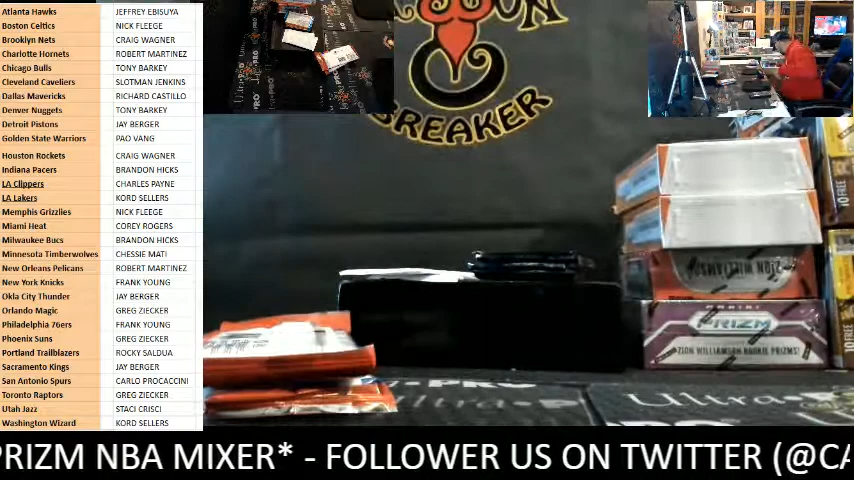 Atlanta Hawks JEFFREY EBISUYA
Boston Celtics NICK FLEEGE
Brooklyn Nets CRAIG WAGNER
Charlotte Hornets ROBERT MARTINEZ
Chicago Bulls TONY BARKEY
Cleveland Caveliers SLOTMAN JENKINS
Dallas Mavericks RICHARD CASTILLO
Denver Nuggets TONY BARKEY
Detroit Pistons JAY BERGER
Golden State Warriors PAO VANG
Houston Rockets CRAIG WAGNER
Indiana Pacers BRANDON HICKS
LA Clippers CHARLES PAYNE
LA Lakers KORD SELLERS
Memphis Grizzlies NICK FLEEGE
Miami Heat COREY ROGERS
Milwaukee Bucs BRANDON HICKS
Minnesota Timberwolves CHESSIE MATI
New Orleans Pelicans ROBERT MARTINEZ
New York Knicks FRANK YOUNG
Okla City Thunder JAY BERGER
Orlando Magic GREG ZIECKER
Philadelphia 76ers FRANK YOUNG
Phoenix Suns GREG ZIECKER
Portland Trailblazers ROCKY SALDUA
Sacramento Kings JAY BERGER
San Antonio Spurs CARLO PROCACCINI
Toronto Raptors GREG ZIECKER
Utah Jazz STACI CRISCI
Washington Wizard KORD SELLERS
BREAKER
ZION WILLIAMSON
PRIZM
ZION WILLIAMSON ROOKIE PRIZMS!
10 FREE
Ultra
PRIZM NBA MIXER* - FOLLOWER US ON TWITTER (@CA